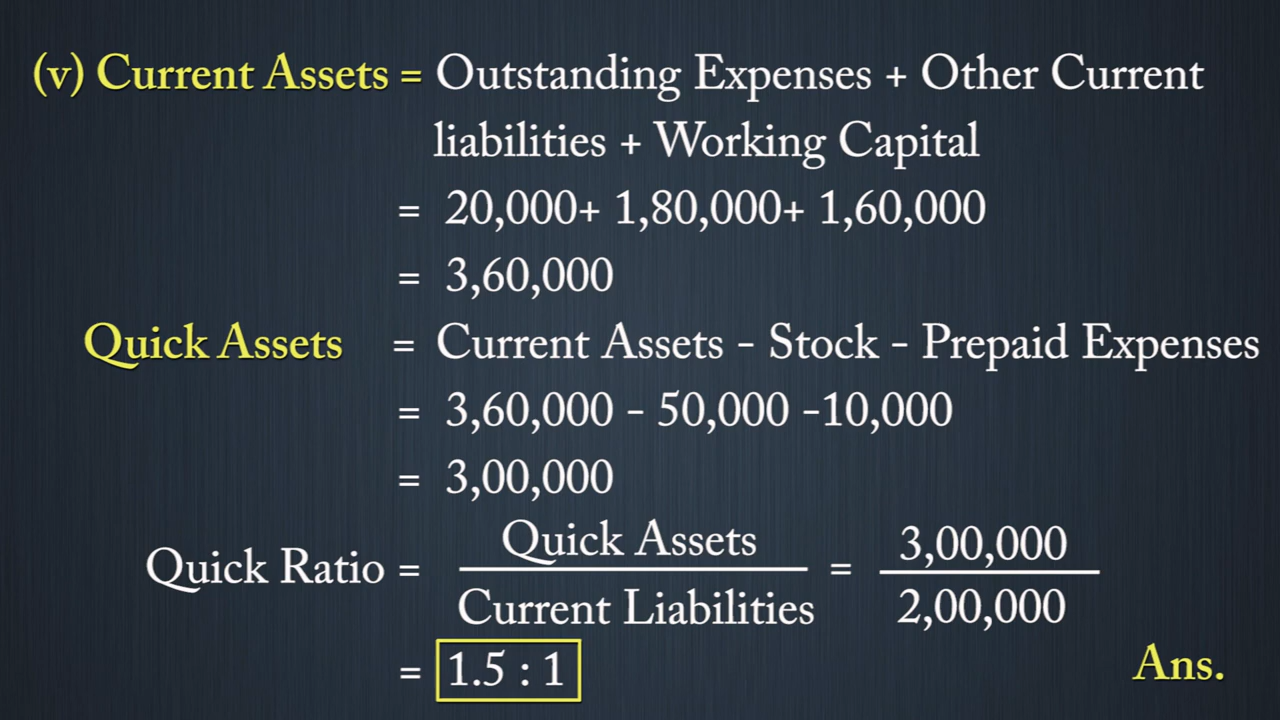 (v) Current Assets = Outstanding Expenses + Other Current
liabilities + Working Capital
= 20,000+ 1,80,000+ 1,60,000
= 3,60,000
Quick Assets = Current Assets - Stock - Prepaid Expenses
= 3,60,000 - 50,000 -10,000
= 3,00,000
Quick Assets 3,00,000
Quick Ratio = =
Current Liabilities 2,00,000
= 1.5 : 1 Ans.